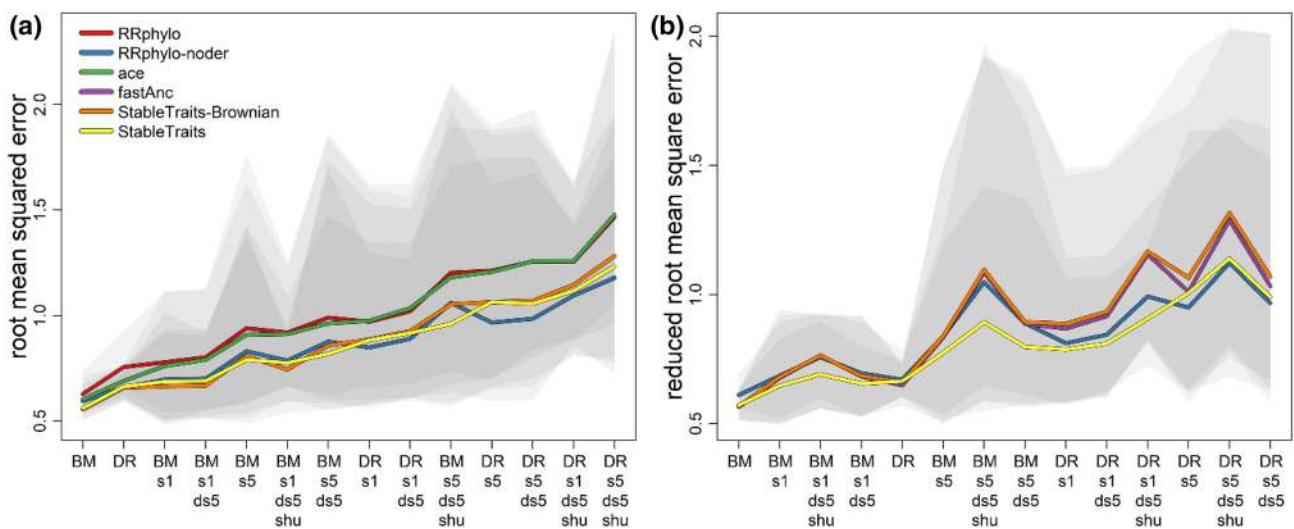 (a)
RRphylo
RRphylo-noder
ace
fastAnc
StableTraits-Brownian
StableTraits
root mean squared error
2.0
1.5
1.0
0.5
BM DR BM BM BM BM BM DR DR BM DR DR DR DR
s1 s1 s5 s1 s5 s1 s1 s5 s5 s5 s1 s5
ds5 ds5 ds5 ds5 ds5 ds5 ds5 ds5
shu shu shu shu
(b)
reduced root mean square error
2.0
1.5
1.0
0.5
BM BM BM BM DR BM BM BM DR DR DR DR DR DR
s1 s1 s1 s5 s5 s5 s1 s1 s1 s5 s5 s5
ds5 ds5 ds5 ds5 ds5 ds5 ds5 ds5
shu shu shu shu